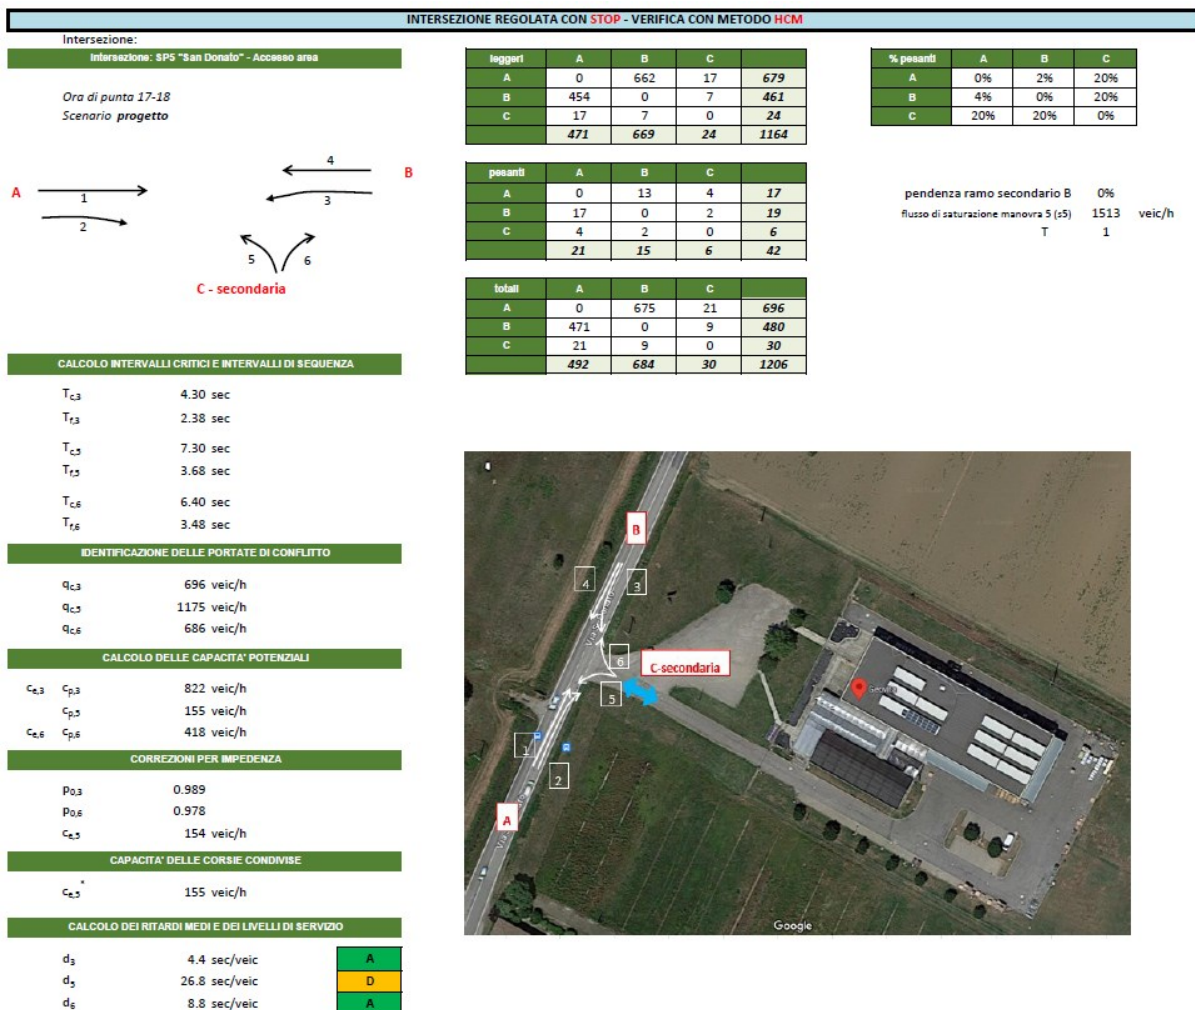 INTERSEZIONE REGOLATA CON STOP - VERIFICA CON METODO HCM
Intersezione:
Intersezione: SP5 "San Donato" - Accesso area
Ora di punta 17-18
Scenario progetto
A
1
2
4
B
3
5
6
C - secondaria
leggeri A B C
A 0 662 17 679
B 454 0 7 461
C 17 7 0 24
471 669 24 1164
pesanti A B C
A 0 13 4 17
B 17 0 2 19
C 4 2 0 6
21 15 6 42
totali A B C
A 0 675 21 696
B 471 0 9 480
C 21 9 0 30
492 684 30 1206
% pesanti A B C
A 0% 2% 20%
B 4% 0% 20%
C 20% 20% 0%
pendenza ramo secondario B 0%
flusso di saturazione manovra 5 (s5) 1513 veic/h
T 1
CALCOLO INTERVALLI CRITICI E INTERVALLI DI SEQUENZA
Tc,3 4.30 sec
Tf,3 2.38 sec
Tc,5 7.30 sec
Tf,5 3.68 sec
Tc,6 6.40 sec
Tf,6 3.48 sec
IDENTIFICAZIONE DELLE PORTATE DI CONFLITTO
qc,3 696 veic/h
qc,5 1175 veic/h
qc,6 686 veic/h
CALCOLO DELLE CAPACITA' POTENZIALI
ce,3 cp,3 822 veic/h
cp,5 155 veic/h
ce,6 cp,6 418 veic/h
CORREZIONI PER IMPEDENZA
p0,3 0.989
p0,6 0.978
ce,5 154 veic/h
CAPACITA' DELLE CORSIE CONDIVISE
ce,5* 155 veic/h
CALCOLO DEI RITARDI MEDI E DEI LIVELLI DI SERVIZIO
d3 4.4 sec/veic A
d5 26.8 sec/veic D
d6 8.8 sec/veic A
B
4
3
6
C-secondaria
5
1
2
A
Google